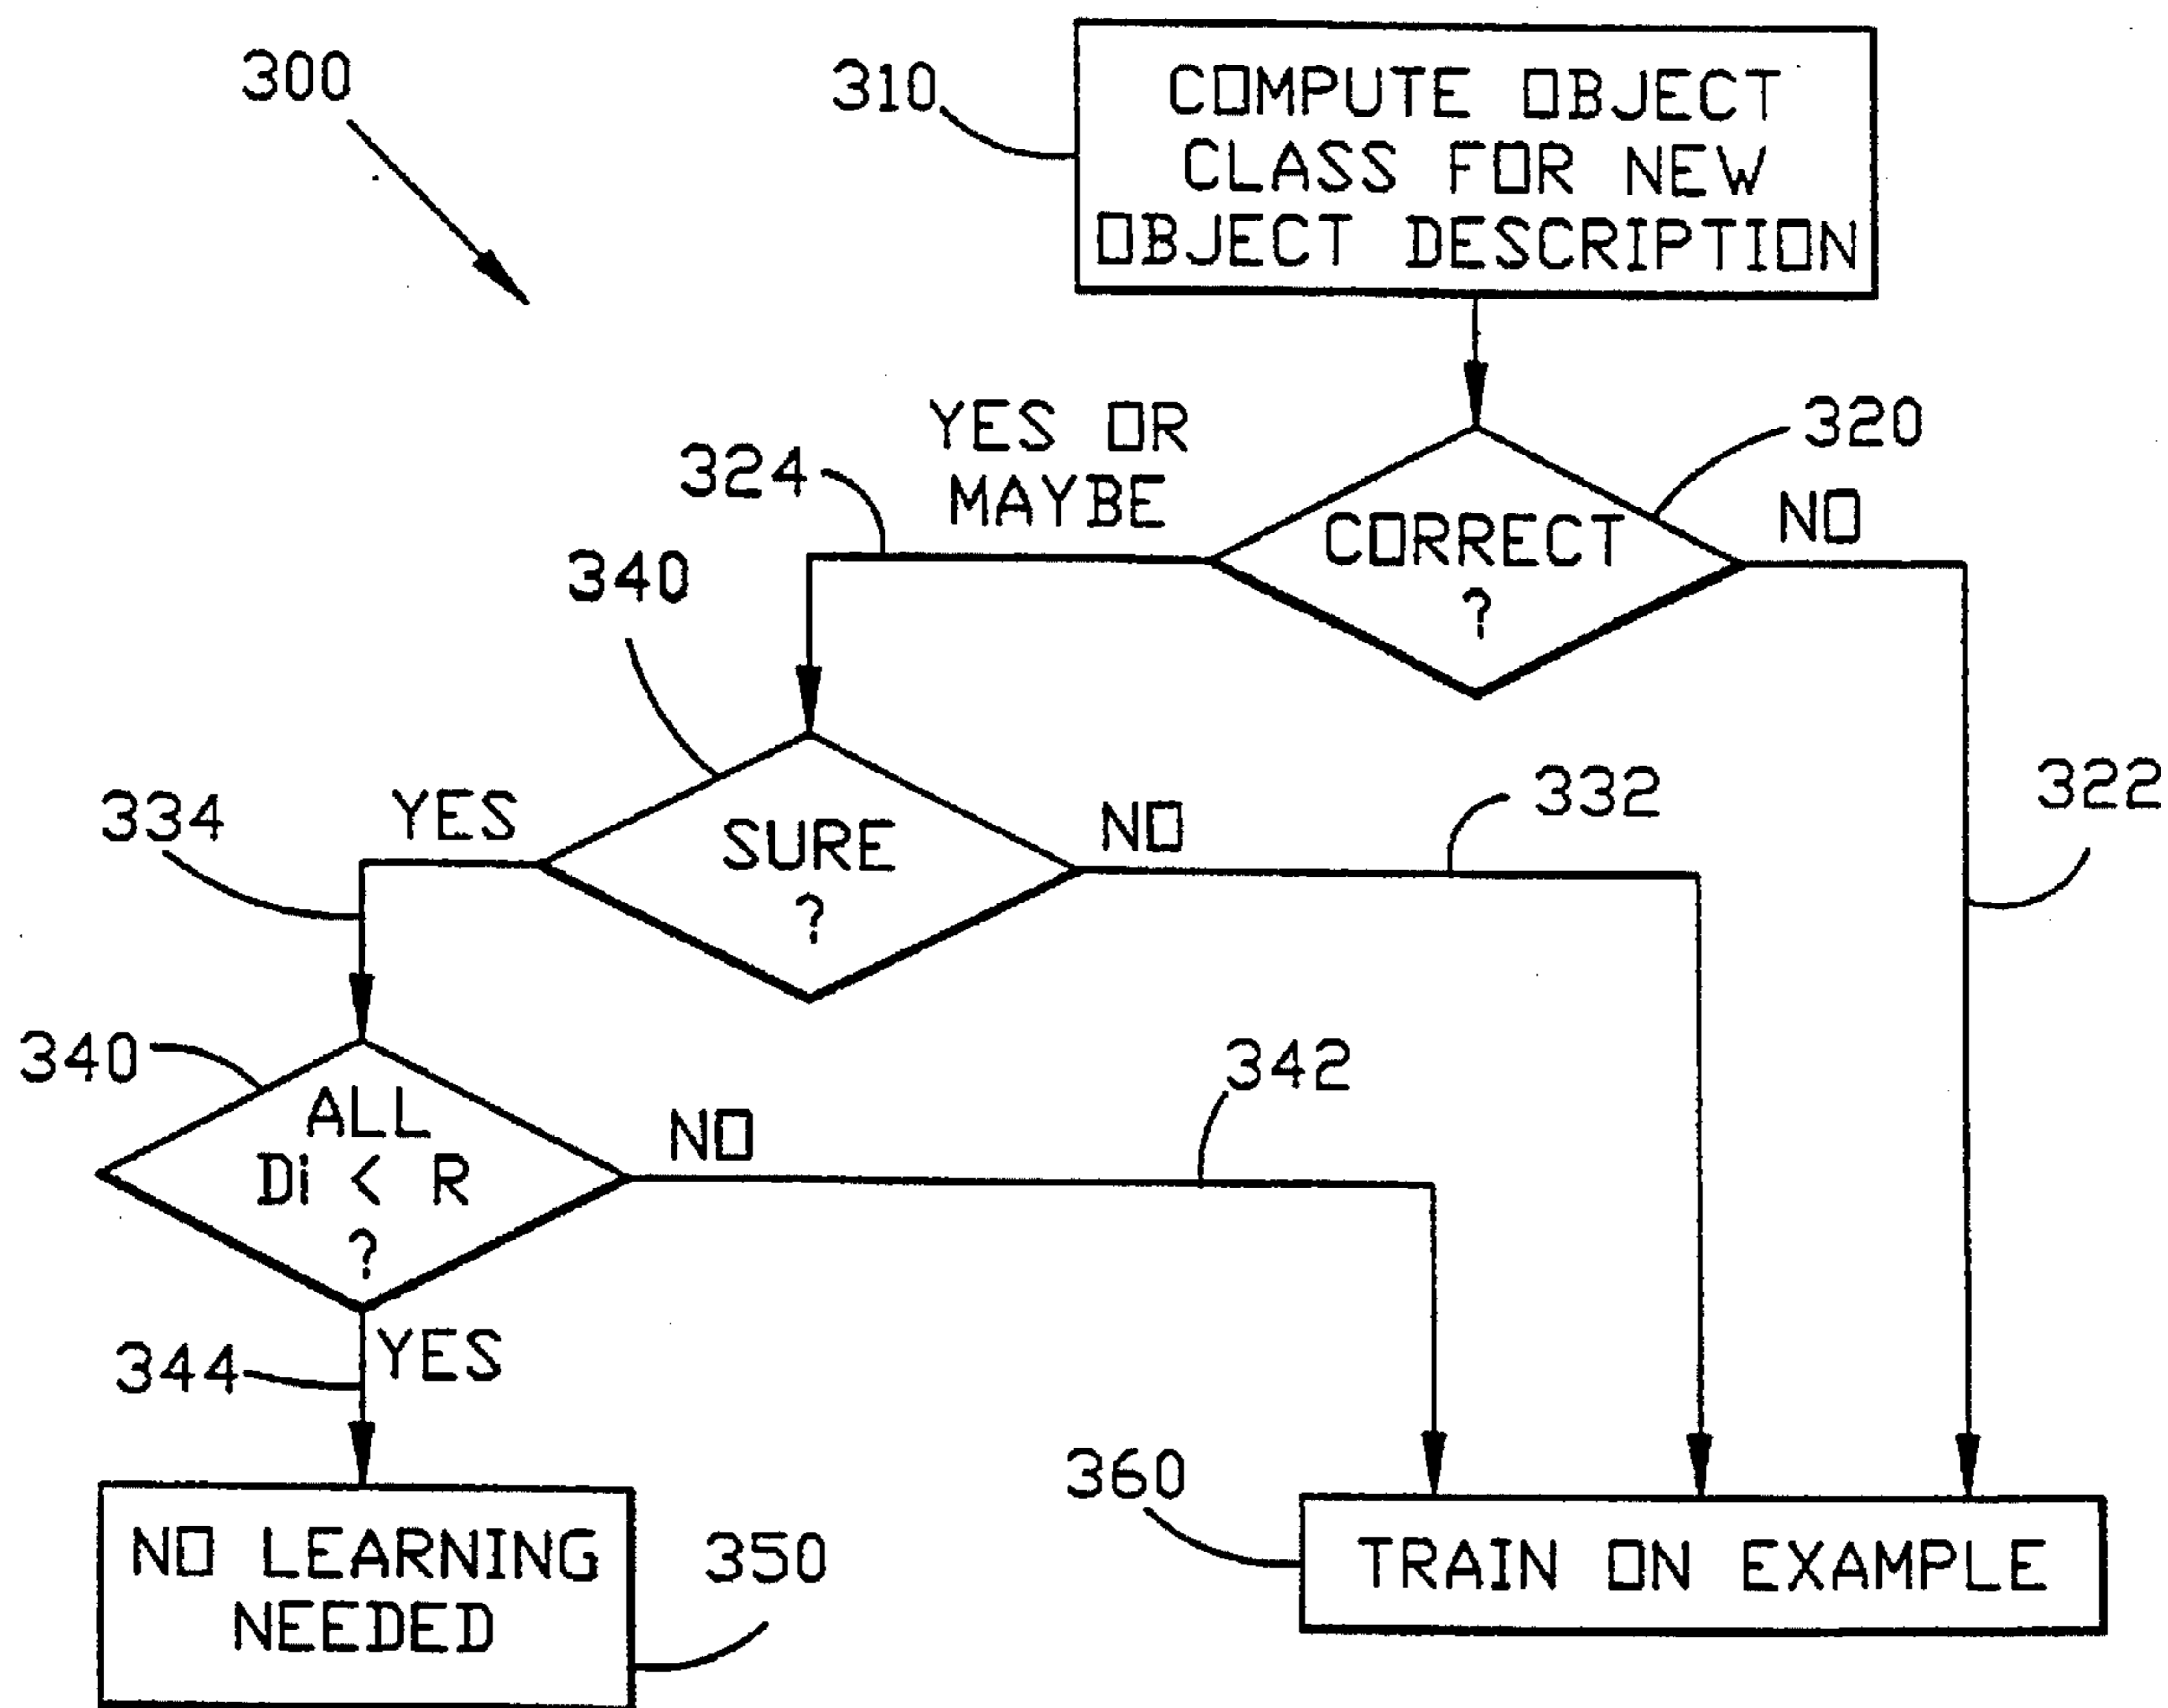 300
310
COMPUTE OBJECT
CLASS FOR NEW
OBJECT DESCRIPTION
320
YES OR
MAYBE
324
CORRECT
?
NO
322
340
SURE
?
YES
334
NO
332
340
ALL
Di < R
?
NO
342
YES
344
NO LEARNING
NEEDED
350
360
TRAIN ON EXAMPLE